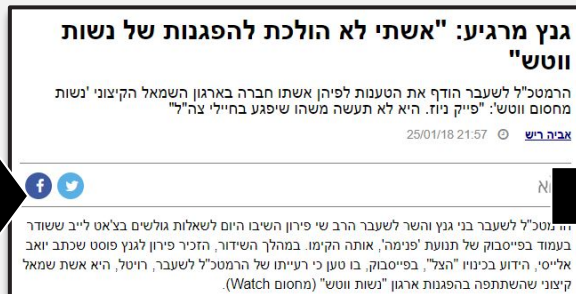 גנץ מרגיע: "אשתי לא הולכת להפגנות של נשות
ווטש"
הרמטכ"ל לשעבר הודף את הטענות לפיהן אשתו חברה בארגון השמאל הקיצוני 'נשות
מחסום ווטש': "פייק ניוז. היא לא תעשה משהו שיפגע בחיילי צה"ל"
אביה ריש 21:57 25/01/18
א
הרמטכ"ל לשעבר בני גנץ והשר לשעבר הרב שי פירון השיבו היום לשאלות גולשים בצ'אט לייב ששודר
בעמוד בפייסבוק של תנועת 'פנימה', אותה הקימו. במהלך השידור, הזכיר פירון לגנץ פוסט שכתב יואב
אלייסי, הידוע בכינויו "הצל", בפייסבוק, בו טען כי רעייתו של הרמטכ"ל לשעבר, רויטל, היא אשת שמאל
קיצוני שהשתתפה בהפגנות ארגון "נשות ווטש" (מחסום Watch).